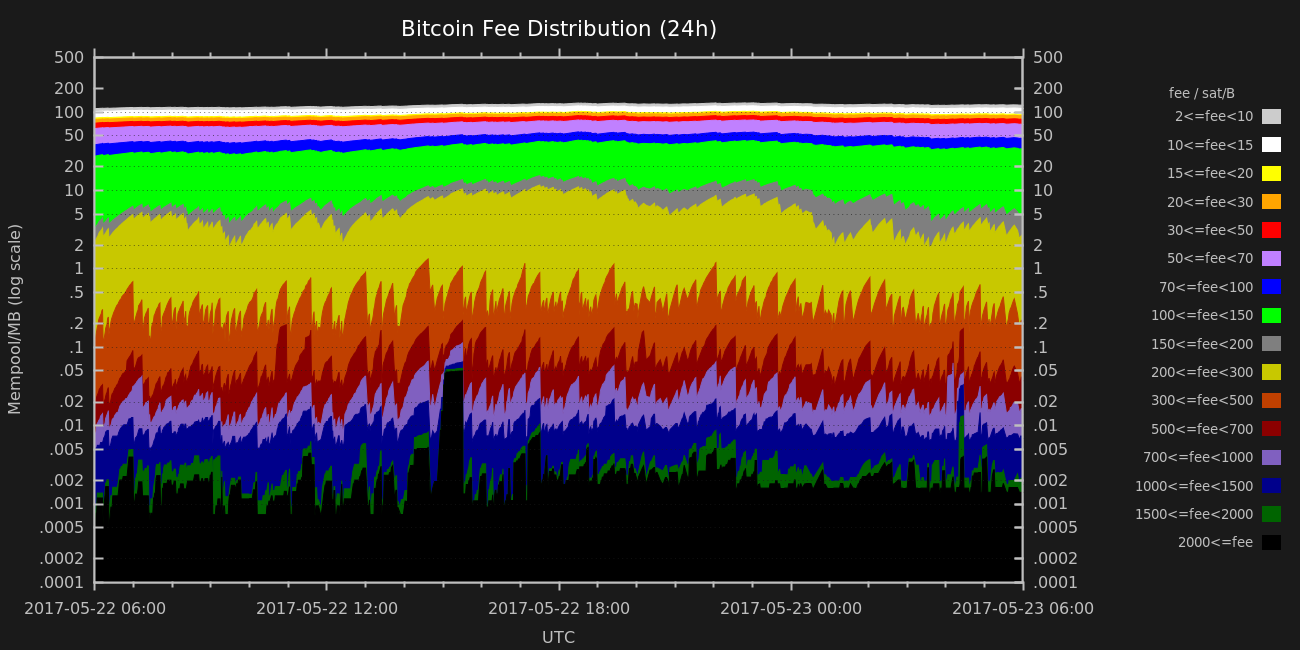 Bitcoin Fee Distribution (24h)
500
200
100
50
20
10
5
2
1
.5
.2
.1
.05
.02
.01
.005
.002
.001
.0005
.0002
.0001
Mempool/MB (log scale)
500
200
100
50
20
10
5
2
1
.5
.2
.1
.05
.02
.01
.005
.002
.001
.0005
.0002
.0001
2017-05-22 06:00
2017-05-22 12:00
2017-05-22 18:00
2017-05-23 00:00
2017-05-23 06:00
UTC
fee / sat/B
2<=fee<10
10<=fee<15
15<=fee<20
20<=fee<30
30<=fee<50
50<=fee<70
70<=fee<100
100<=fee<150
150<=fee<200
200<=fee<300
300<=fee<500
500<=fee<700
700<=fee<1000
1000<=fee<1500
1500<=fee<2000
2000<=fee